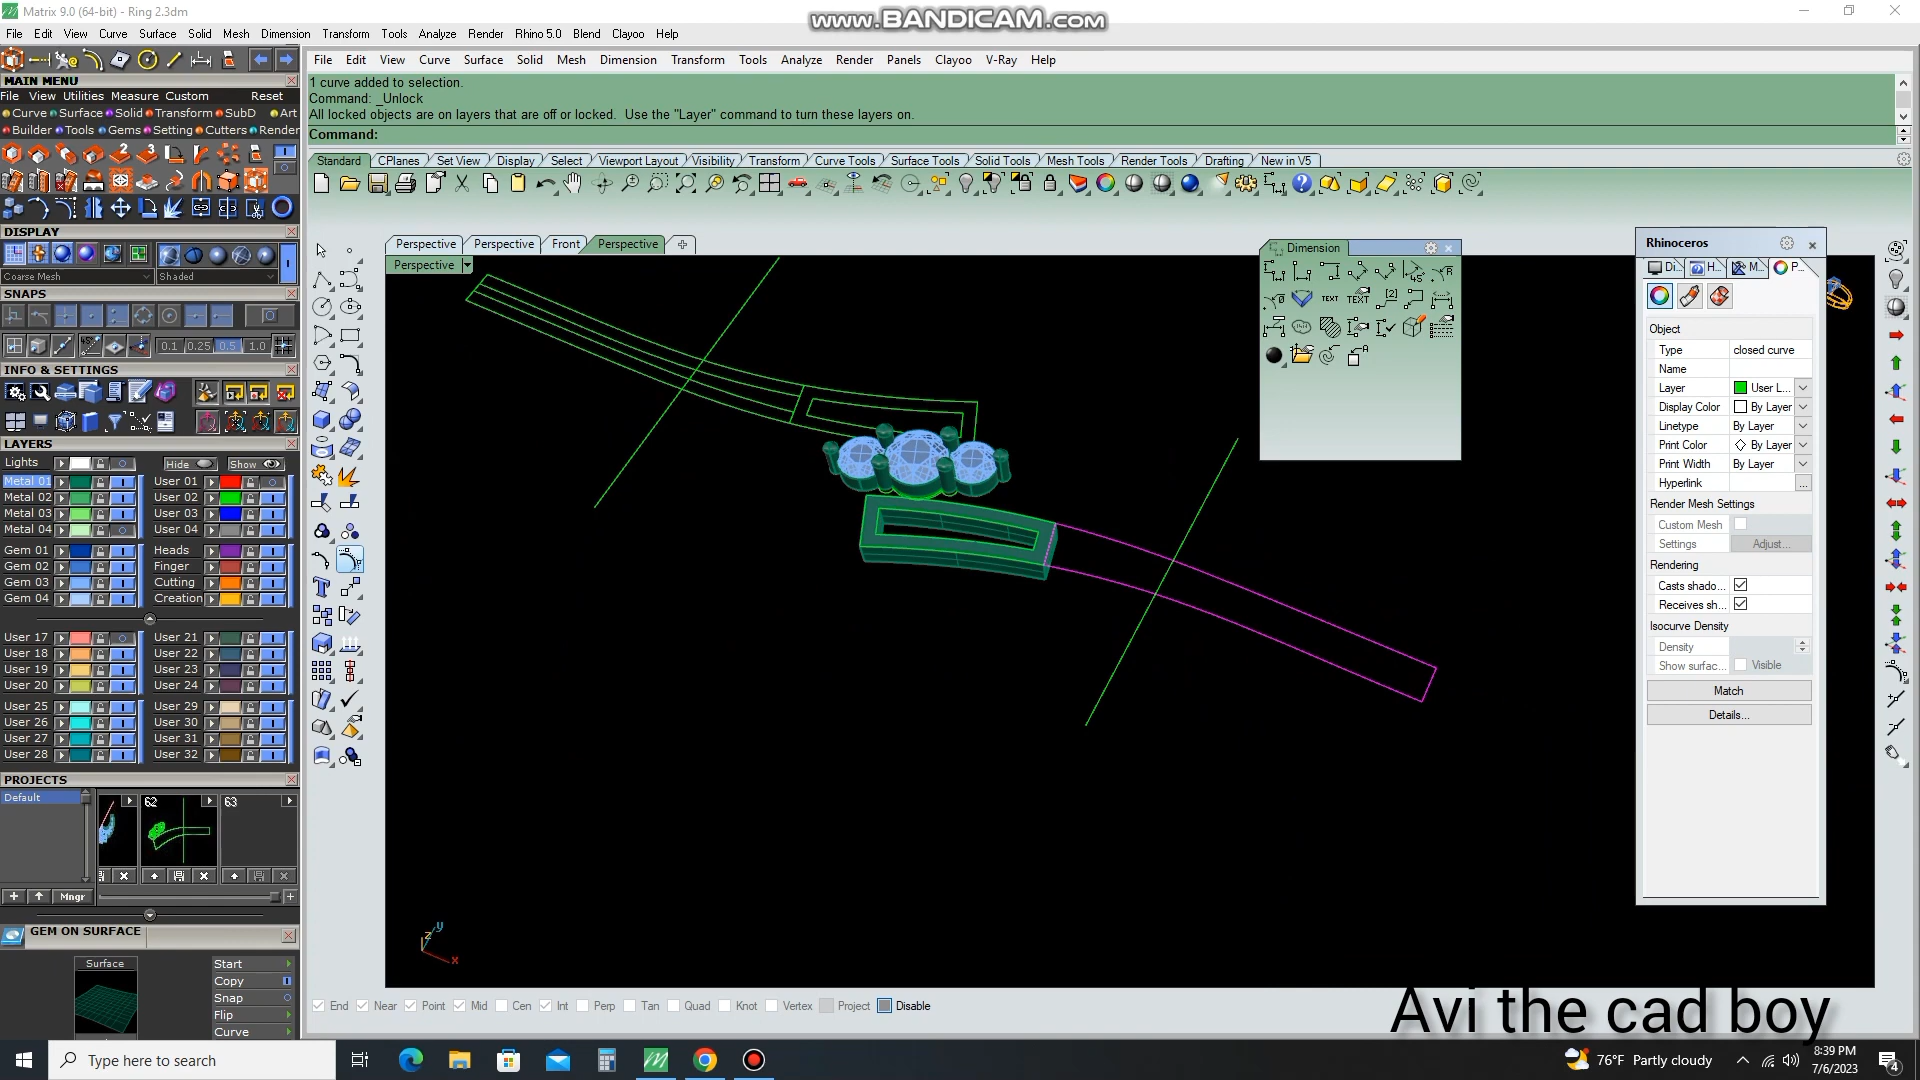 Matrix 9.0 (64-bit) - Ring 2.3dm
www.BANDICAM.com
File Edit View Curve Surface Solid Mesh Dimension Transform Tools Analyze Render Rhino 5.0 Blend Clayoo Help
File Edit View Curve Surface Solid Mesh Dimension Transform Tools Analyze Render Panels Clayoo V-Ray Help
MAIN MENU
File View Utilities Measure Custom Reset
Curve Surface Solid Transform SubD Art
Builder Tools Gems Setting Cutters Render
1 curve added to selection.
Command: _Unlock
All locked objects are on layers that are off or locked.  Use the "Layer" command to turn these layers on.
Command:
Standard CPlanes Set View Display Select Viewport Layout Visibility Transform Curve Tools Surface Tools Solid Tools Mesh Tools Render Tools Drafting New in V5
DISPLAY
Coarse Mesh Shaded
SNAPS
0.1 0.25 0.5 1.0
INFO & SETTINGS
LAYERS
Lights Hide Show
Metal 01 User 01
Metal 02 User 02
Metal 03 User 03
Metal 04 User 04
Gem 01 Heads
Gem 02 Finger
Gem 03 Cutting
Gem 04 Creation
User 17 User 21
User 18 User 22
User 19 User 23
User 20 User 24
User 25 User 29
User 26 User 30
User 27 User 31
User 28 User 32
PROJECTS
Default 62 63
Mngr
GEM ON SURFACE
Surface
Start
Copy
Snap
Flip
Curve
Perspective Perspective Front Perspective
Perspective
Dimension
TEXT TEXT
Rhinoceros
Di... H... M... P...
Object
Type closed curve
Name
Layer User L...
Display Color By Layer
Linetype By Layer
Print Color By Layer
Print Width By Layer
Hyperlink ...
Render Mesh Settings
Custom Mesh
Settings Adjust...
Rendering
Casts shado...
Receives sh...
Isocurve Density
Density
Show surfac... Visible
Match
Details...
z y x
End Near Point Mid Cen Int Perp Tan Quad Knot Vertex Project Disable
Avi the cad boy
Type here to search
76°F Partly cloudy
8:39 PM
7/6/2023
4